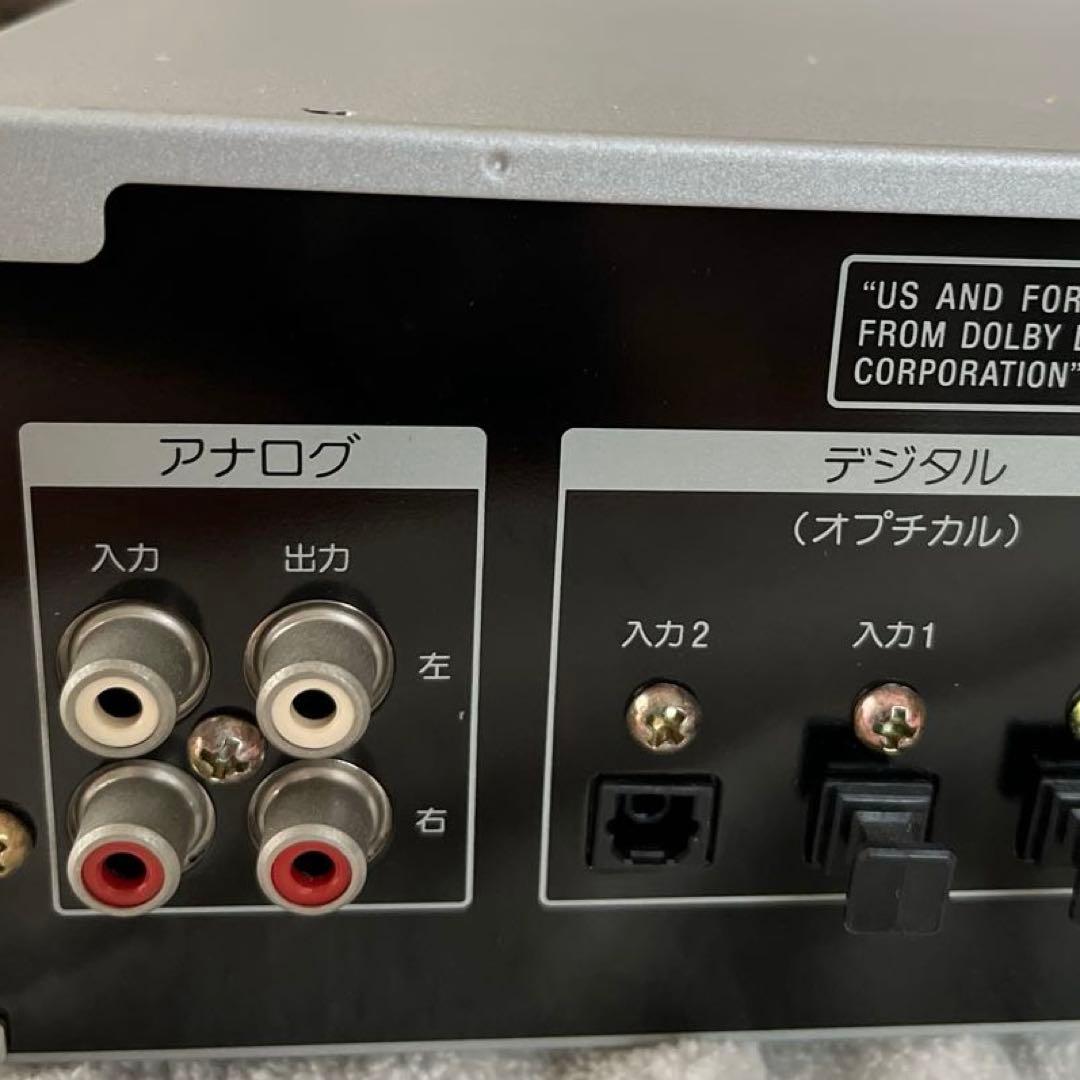 “US AND FOR
FROM DOLBY
CORPORATION”
アナログ
入力 出力
左
右
デジタル
（オプチカル）
入力2 入力1